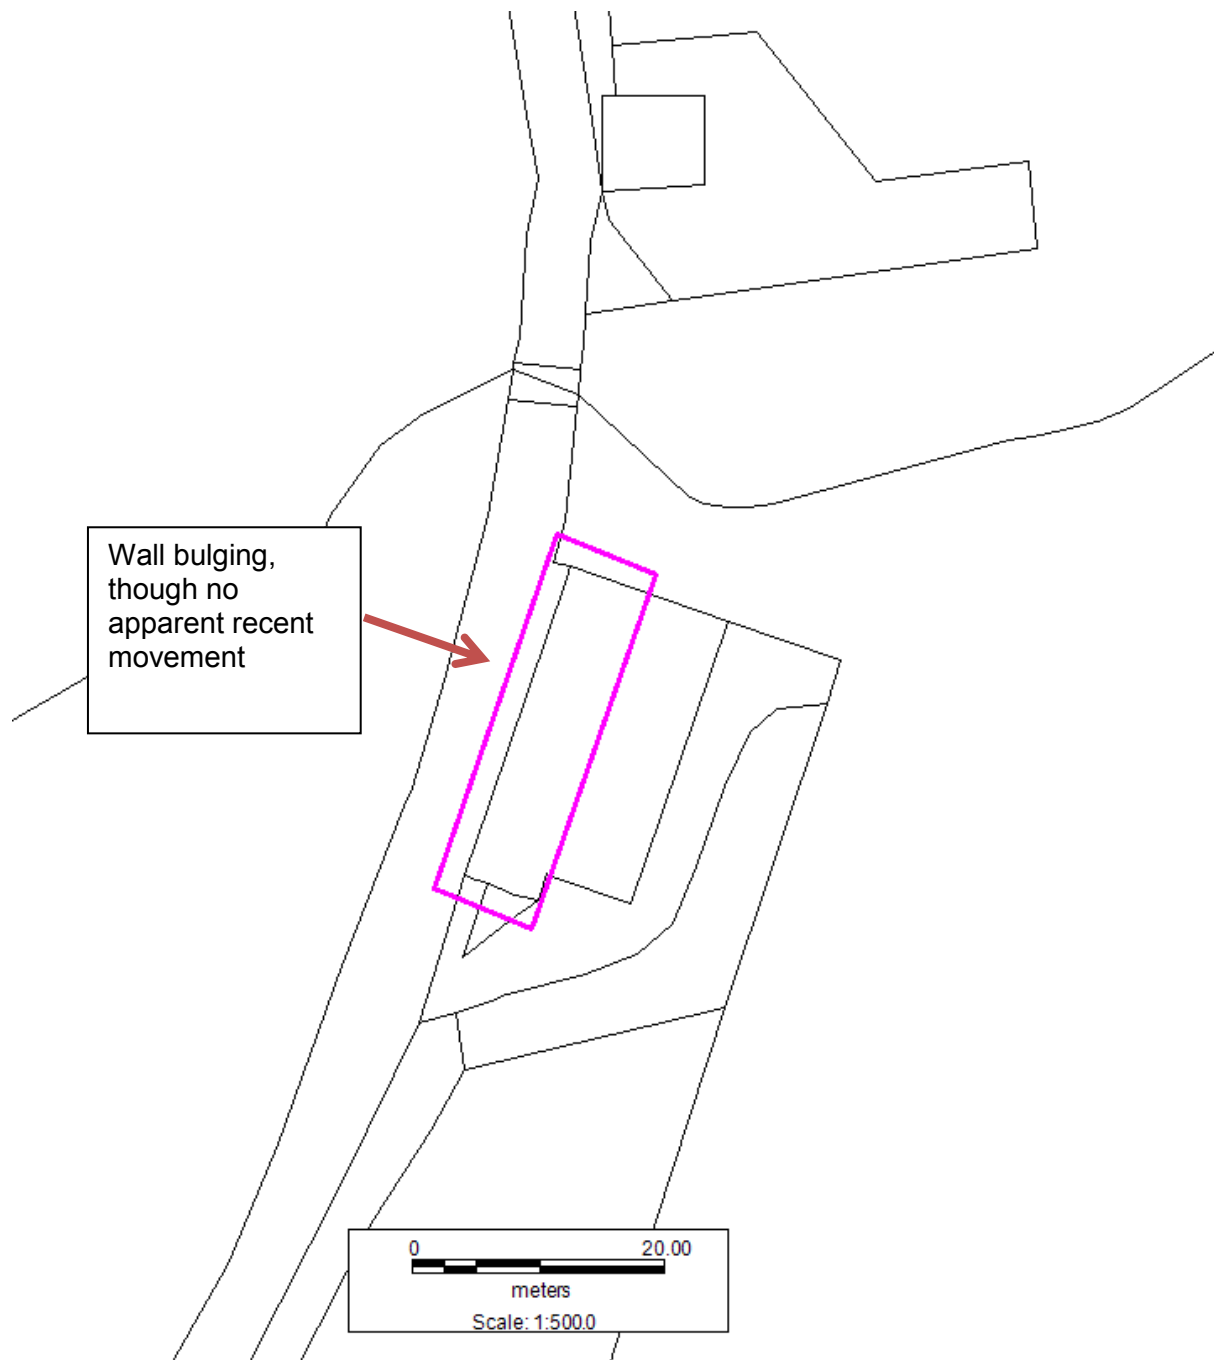 Wall bulging,
though no
apparent recent
movement
0 20.00
meters
Scale: 1:500.0